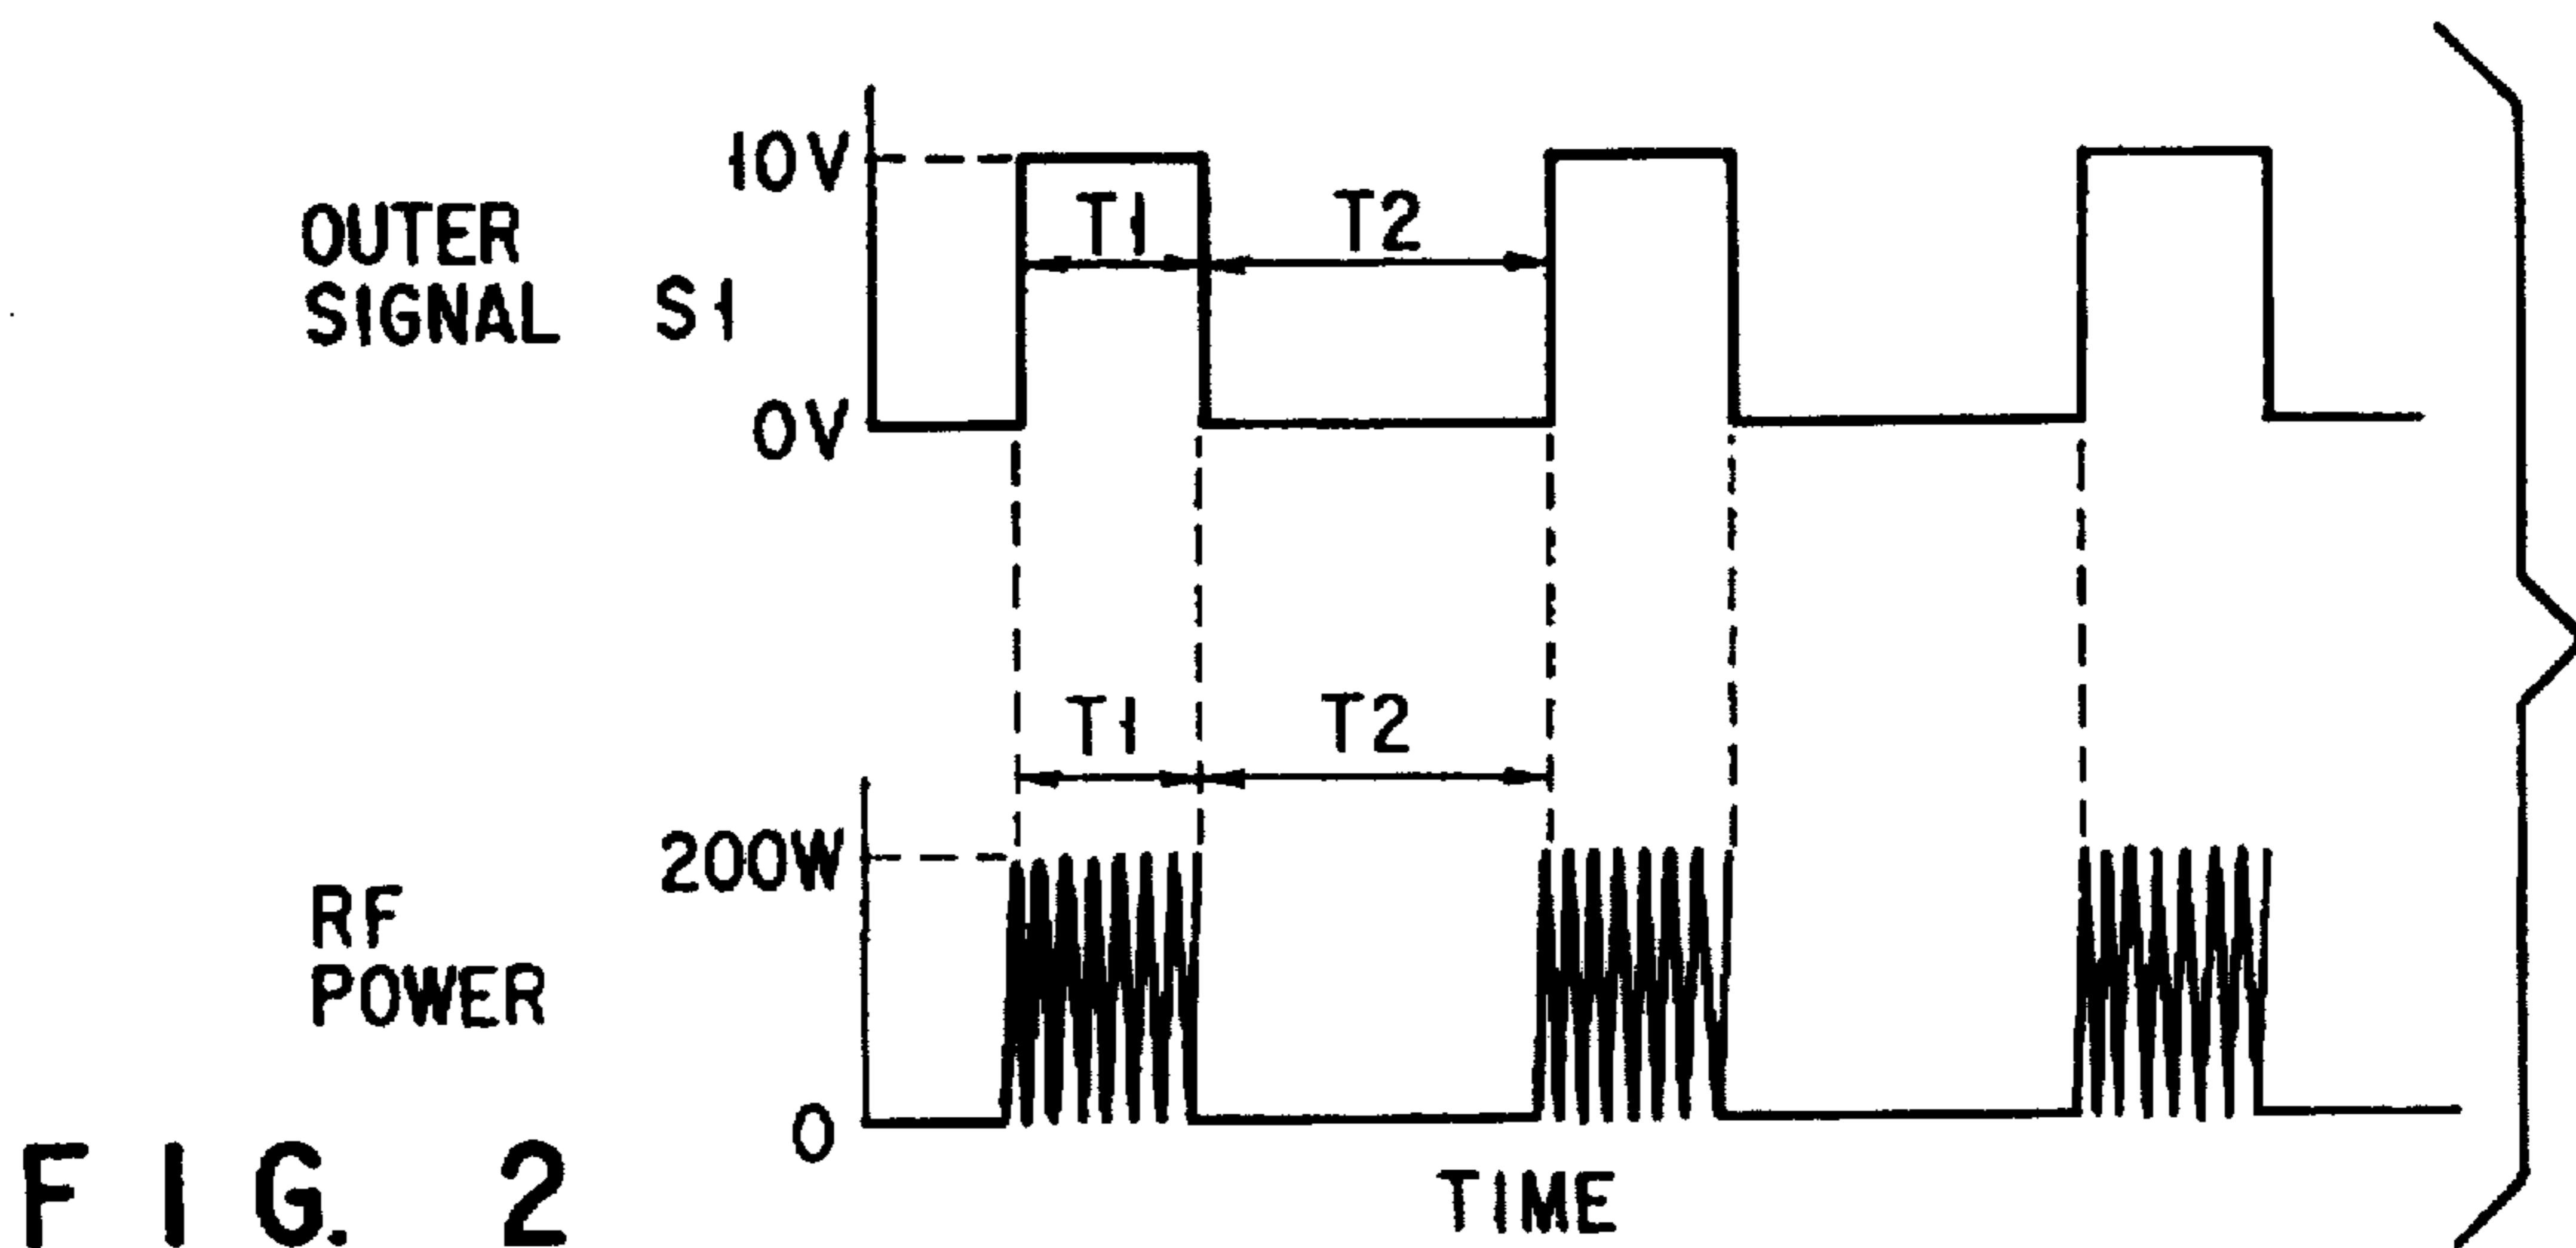 10V
OUTER
SIGNAL S1
T1 T2
0V
T1 T2
200W
RF
POWER
0
TIME
FIG. 2